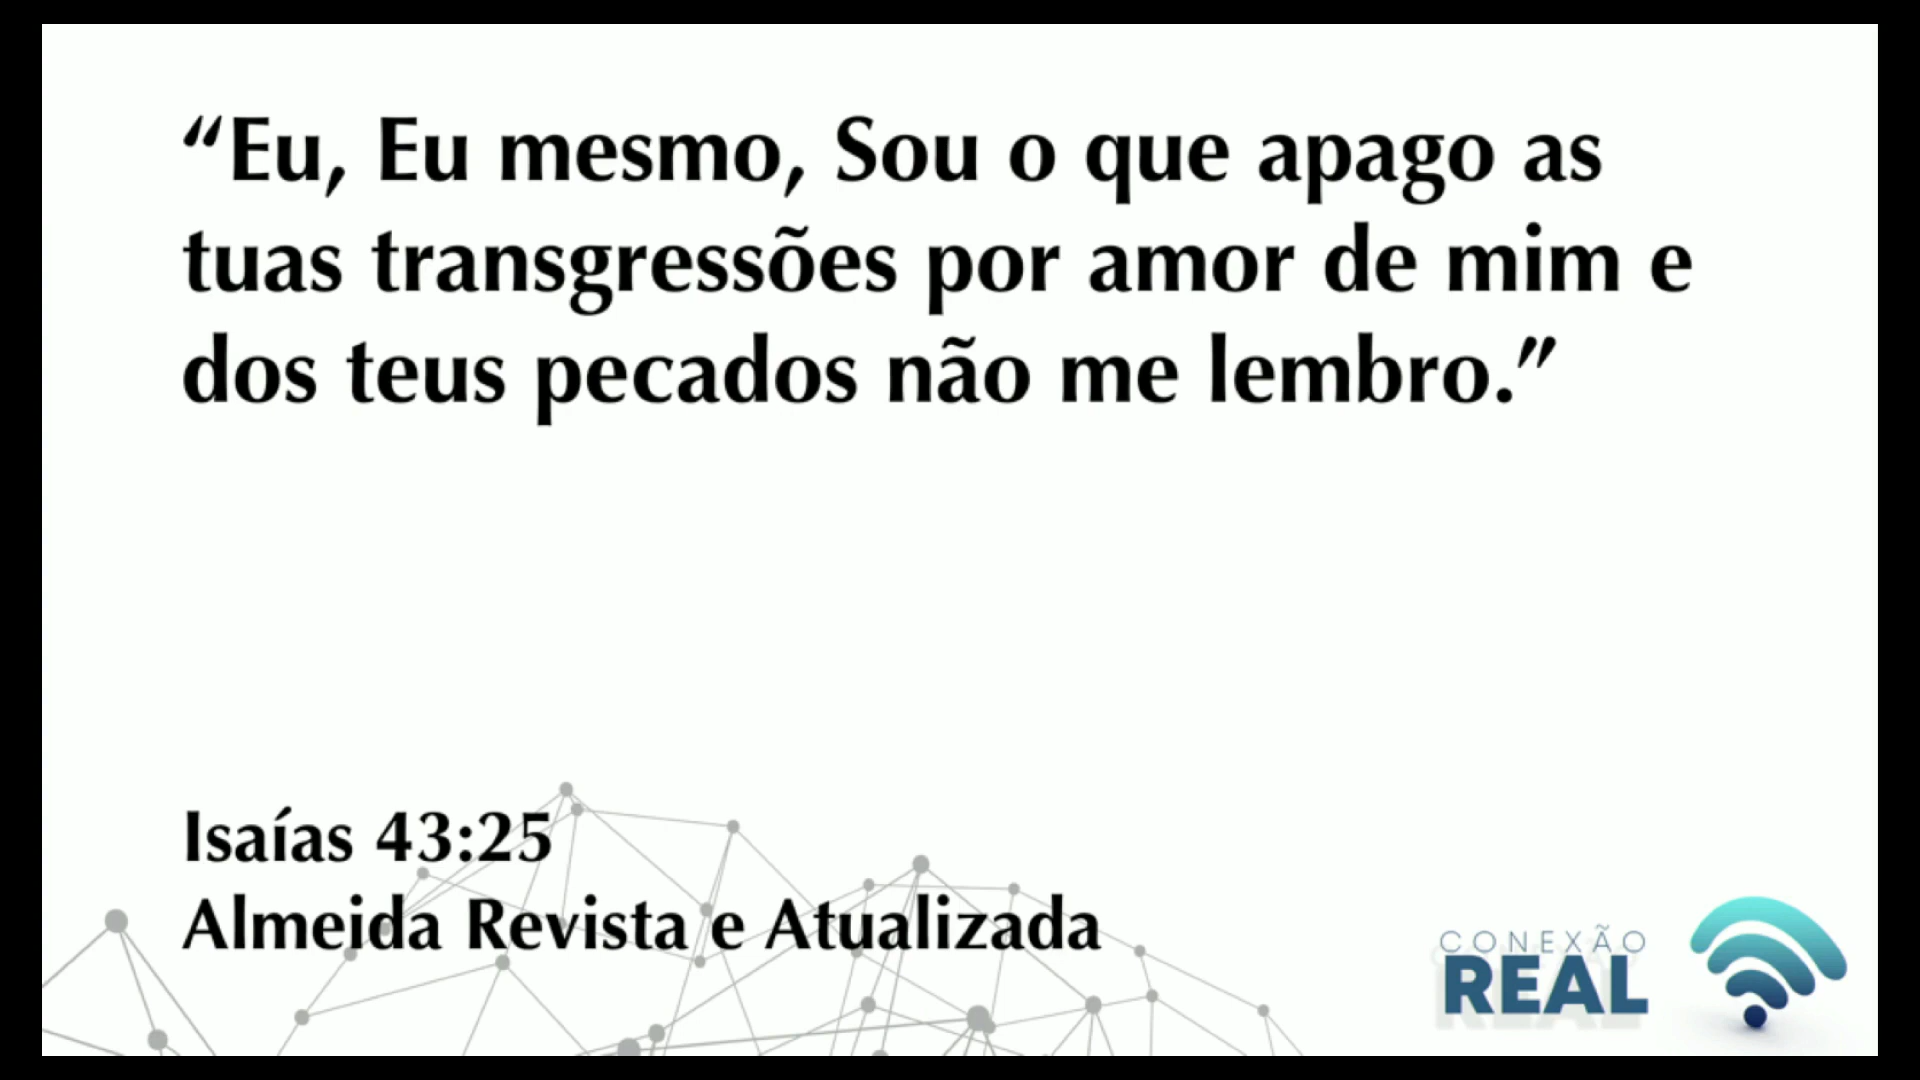 “Eu, Eu mesmo, Sou o que apago as
tuas transgressões por amor de mim e
dos teus pecados não me lembro.”
Isaías 43:25
Almeida Revista e Atualizada
CONEXÃO
REAL